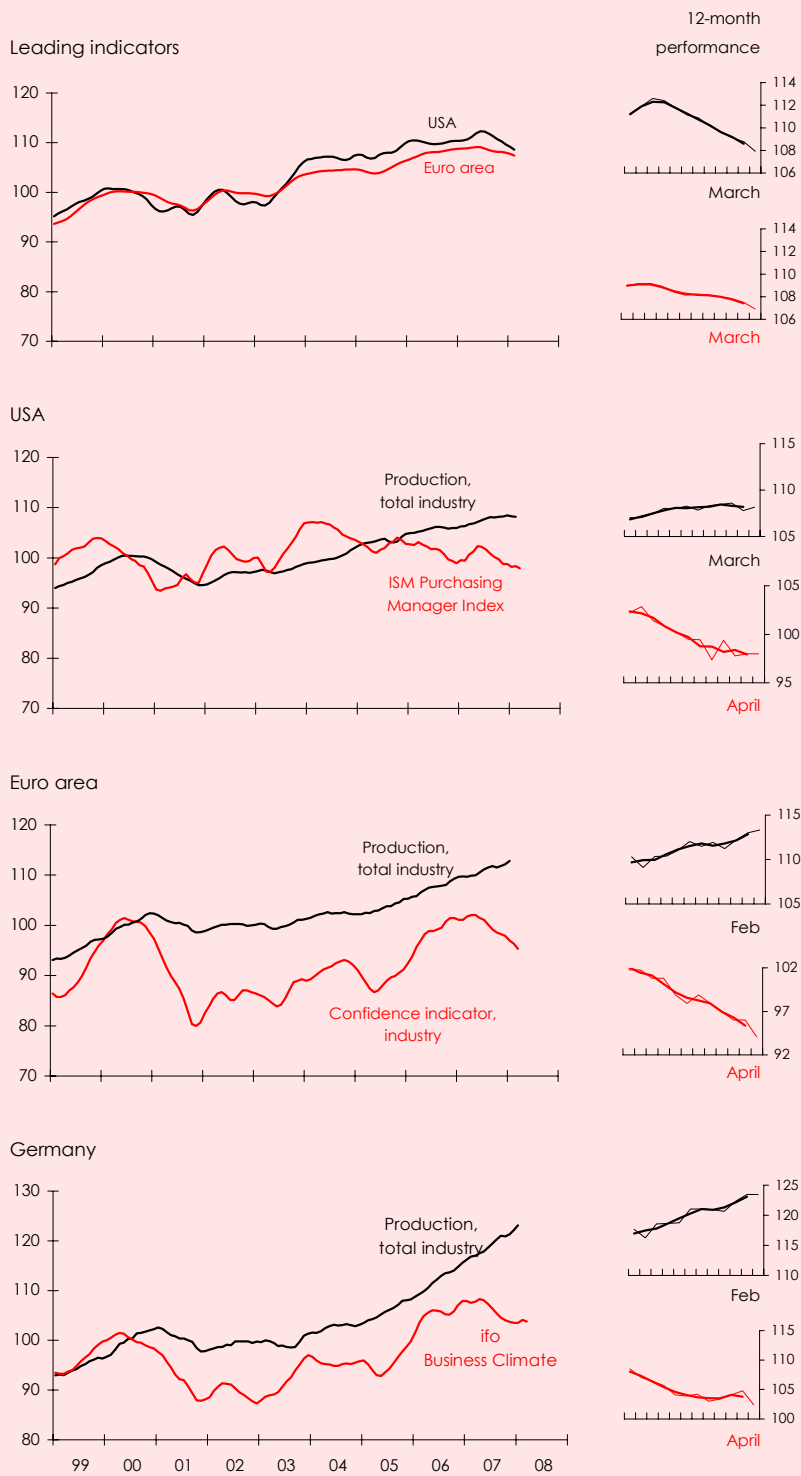 12-month
performance
Leading indicators
120
110
100
90
80
70
USA
Euro area
114
112
110
108
106
March
114
110
108
106
March
USA
120
110
100
90
80
70
Production,
total industry
ISM Purchasing
Manager Index
115
110
105
March
105
100
95
April
Euro area
120
110
100
90
80
70
Production,
total industry
Confidence indicator,
industry
115
110
105
Feb
102
97
92
April
Germany
130
120
110
100
90
80
Production,
total industry
ifo
Business Climate
99 00 01 02 03 04 05 06 07 08
125
120
115
110
Feb
115
110
105
100
April